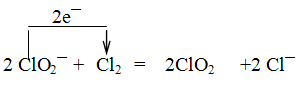 2e⁻
2 ClO₂⁻ + Cl₂ = 2ClO₂ +2 Cl⁻